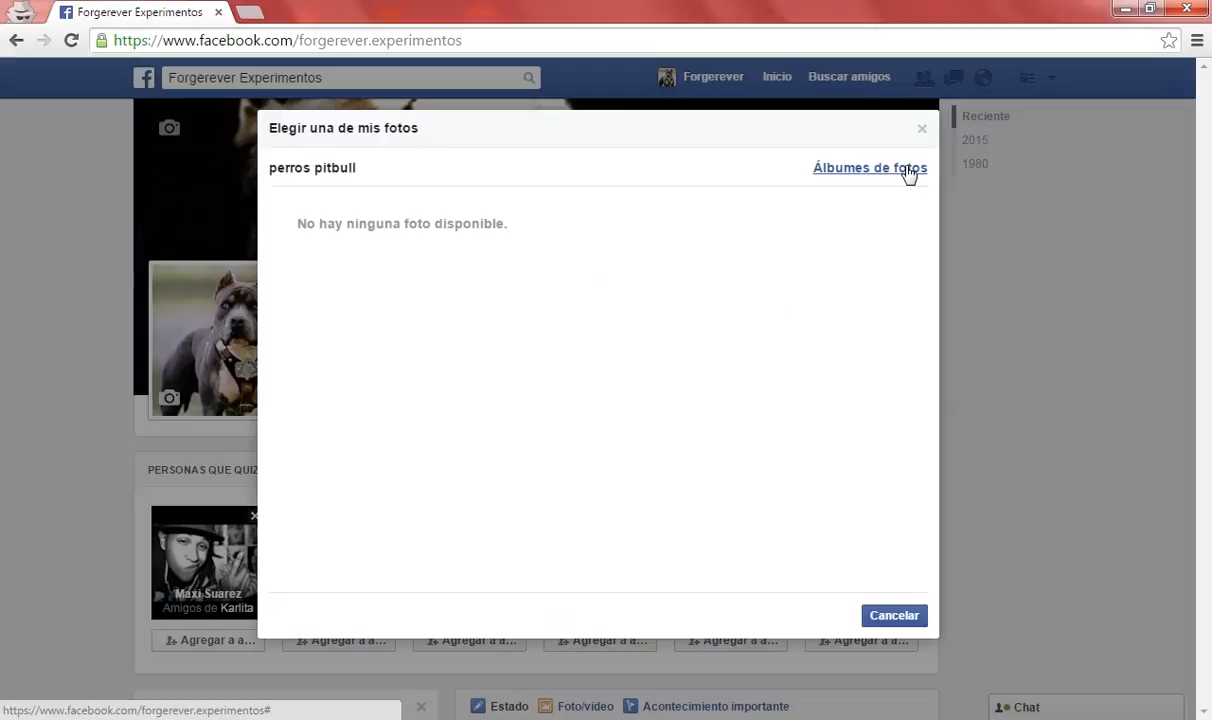 Forgerever Experimentos
https://www.facebook.com/forgerever.experimentos
Forgerever Experimentos
Forgerever
Inicio
Buscar amigos
Elegir una de mis fotos
Reciente
2015
1980
perros pitbull
Álbumes de fotos
No hay ninguna foto disponible.
PERSONAS QUE QUIZ
Maxi Suarez
Amigos de Karlita
Cancelar
Agregar a a...
Agregar a a...
Agregar a a...
Agregar a a...
Agregar a a...
Agregar a a...
Estado
Foto/video
Acontecimiento importante
Chat
https://www.facebook.com/forgerever.experimentos#